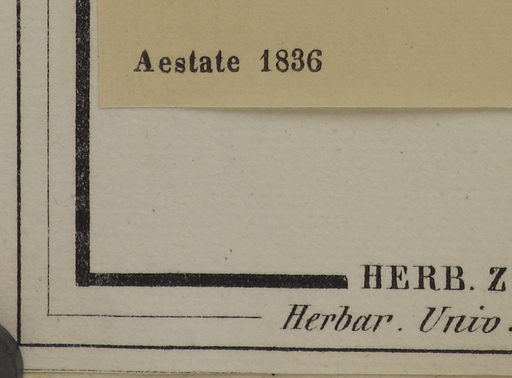 Aestate 1836
HERB. Z
Herbar. Univ.